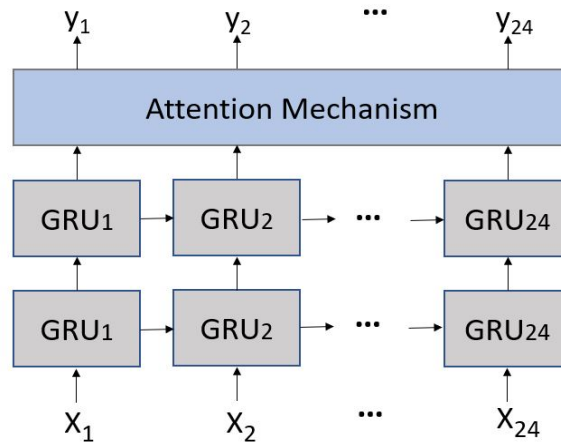 y₁ y₂ ... y₂₄
Attention Mechanism
GRU₁ GRU₂ ... GRU₂₄
GRU₁ GRU₂ ... GRU₂₄
X₁ X₂ ... X₂₄